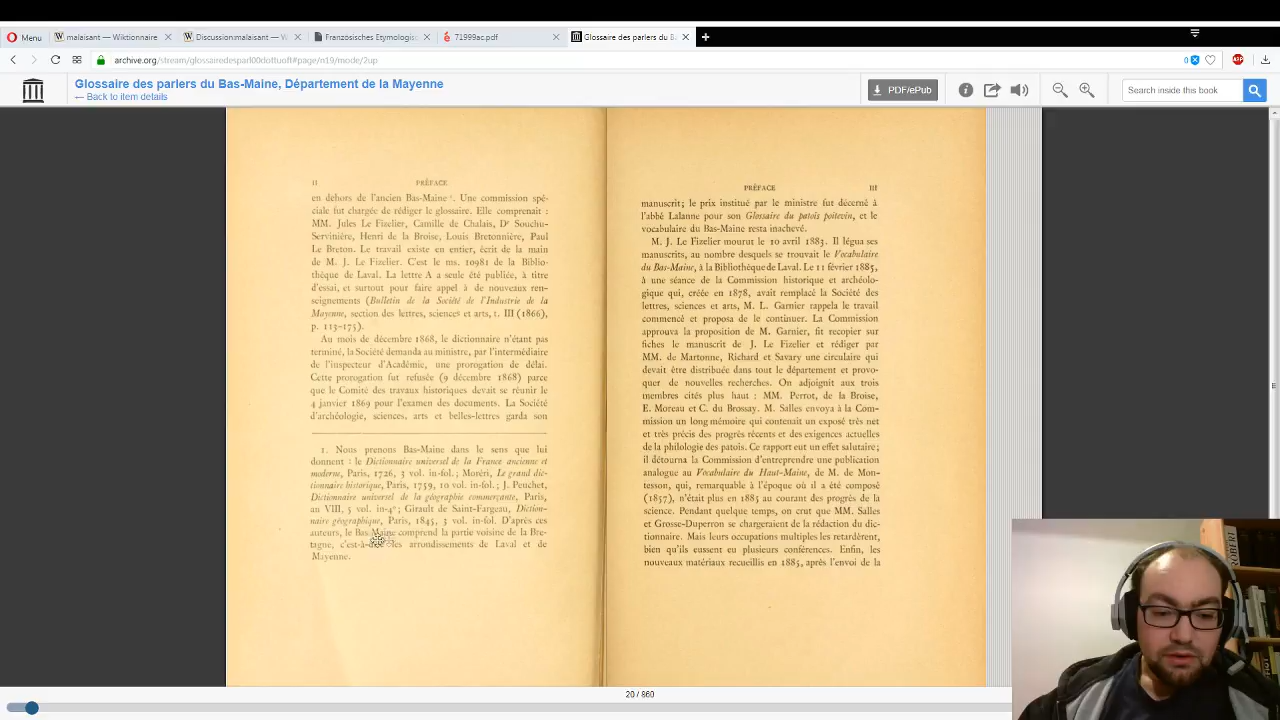 Menu
malaisant — Wiktionnaire
Discussion:malaisant — W
Französisches Etymologis
71999ac.pdf
Glossaire des parlers du B
archive.org/stream/glossairedesparl00dottuoft#page/n19/mode/2up
0
ABP
Glossaire des parlers du Bas-Maine, Département de la Mayenne
← Back to item details
PDF/ePub
Search inside this book
II PRÉFACE
en dehors de l'ancien Bas-Maine 1. Une commission spé-
ciale fut chargée de rédiger le glossaire. Elle comprenait :
MM. Jules Le Fizelier, Camille de Chalais, Dr Souchu-
Servinière, Henri de la Broise, Louis Bretonnière, Paul
Le Breton. Le travail existe en entier, écrit de la main
de M. J. Le Fizelier. C'est le ms. 10981 de la Biblio-
thèque de Laval. La lettre A a seule été publiée, à titre
d'essai, et surtout pour faire appel à de nouveaux ren-
seignements (Bulletin de la Société de l'Industrie de la
Mayenne, section des lettres, sciences et arts, t. III (1866),
p. 113-175).
Au mois de décembre 1868, le dictionnaire n'étant pas
terminé, la Société demanda au ministre, par l'intermédiaire
de l'inspecteur d'Académie, une prorogation de délai.
Cette prorogation fut refusée (9 décembre 1868) parce
que le Comité des travaux historiques devait se réunir le
4 janvier 1869 pour l'examen des documents. La Société
d'archéologie, sciences, arts et belles-lettres garda son
1. Nous prenons Bas-Maine dans le sens que lui
donnent : le Dictionnaire universel de la France ancienne et
moderne, Paris, 1726, 3 vol. in-fol. ; Moréri, Le grand dic-
tionnaire historique, Paris, 1759, 10 vol. in-fol. ; J. Peuchet,
Dictionnaire universel de la géographie commerçante, Paris,
an VIII, 5 vol. in-4° ; Girault de Saint-Fargeau, Diction-
naire géographique, Paris, 1845, 3 vol. in-fol. D'après ces
auteurs, le Bas-Maine comprend la partie voisine de la Bre-
tagne, c'est-à- les arrondissements de Laval et de
Mayenne.
PRÉFACE III
manuscrit; le prix institué par le ministre fut décerné à
l'abbé Lalanne pour son Glossaire du patois poitevin, et le
vocabulaire du Bas-Maine resta inachevé.
M. J. Le Fizelier mourut le 10 avril 1883. Il légua ses
manuscrits, au nombre desquels se trouvait le Vocabulaire
du Bas-Maine, à la Bibliothèque de Laval. Le 11 février 1885,
à une séance de la Commission historique et archéolo-
gique qui, créée en 1878, avait remplacé la Société des
lettres, sciences et arts, M. L. Garnier rappela le travail
commencé et proposa de le continuer. La Commission
approuva la proposition de M. Garnier, fit recopier sur
fiches le manuscrit de J. Le Fizelier et rédiger par
MM. de Martonne, Richard et Savary une circulaire qui
devait être distribuée dans tout le département et provo-
quer de nouvelles recherches. On adjoignit aux trois
membres cités plus haut : MM. Perrot, de la Broise,
E. Moreau et C. du Brossay. M. Salles envoya à la Com-
mission un long mémoire qui contenait un exposé très net
et très précis des progrès récents et des exigences actuelles
de la philologie des patois. Ce rapport eut un effet salutaire ;
il détourna la Commission d'entreprendre une publication
analogue au Vocabulaire du Haut-Maine, de M. de Mon-
tesson, qui, remarquable à l'époque où il a été composé
(1857), n'était plus en 1885 au courant des progrès de la
science. Pendant quelque temps, on crut que MM. Salles
et Grosse-Duperron se chargeraient de la rédaction du dic-
tionnaire. Mais leurs occupations multiples les retardèrent,
bien qu'ils eussent eu plusieurs conférences. Enfin, les
nouveaux matériaux recueillis en 1885, après l'envoi de la
20 / 860
ROBERT